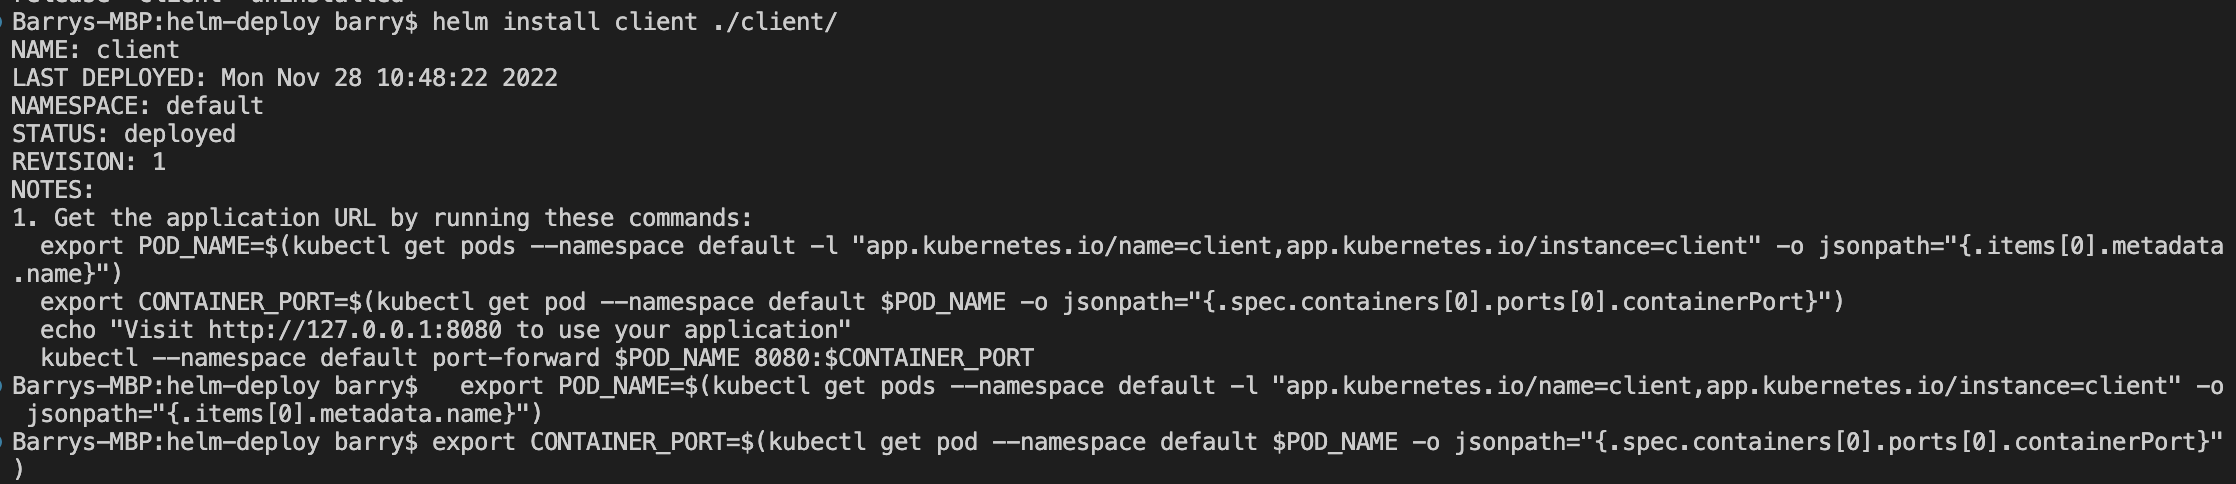 release "client" uninstalled
Barrys-MBP:helm-deploy barry$ helm install client ./client/
NAME: client
LAST DEPLOYED: Mon Nov 28 10:48:22 2022
NAMESPACE: default
STATUS: deployed
REVISION: 1
NOTES:
1. Get the application URL by running these commands:
  export POD_NAME=$(kubectl get pods --namespace default -l "app.kubernetes.io/name=client,app.kubernetes.io/instance=client" -o jsonpath="{.items[0].metadata
.name}")
  export CONTAINER_PORT=$(kubectl get pod --namespace default $POD_NAME -o jsonpath="{.spec.containers[0].ports[0].containerPort}")
  echo "Visit http://127.0.0.1:8080 to use your application"
  kubectl --namespace default port-forward $POD_NAME 8080:$CONTAINER_PORT
Barrys-MBP:helm-deploy barry$   export POD_NAME=$(kubectl get pods --namespace default -l "app.kubernetes.io/name=client,app.kubernetes.io/instance=client" -o
 jsonpath="{.items[0].metadata.name}")
Barrys-MBP:helm-deploy barry$ export CONTAINER_PORT=$(kubectl get pod --namespace default $POD_NAME -o jsonpath="{.spec.containers[0].ports[0].containerPort}"
)